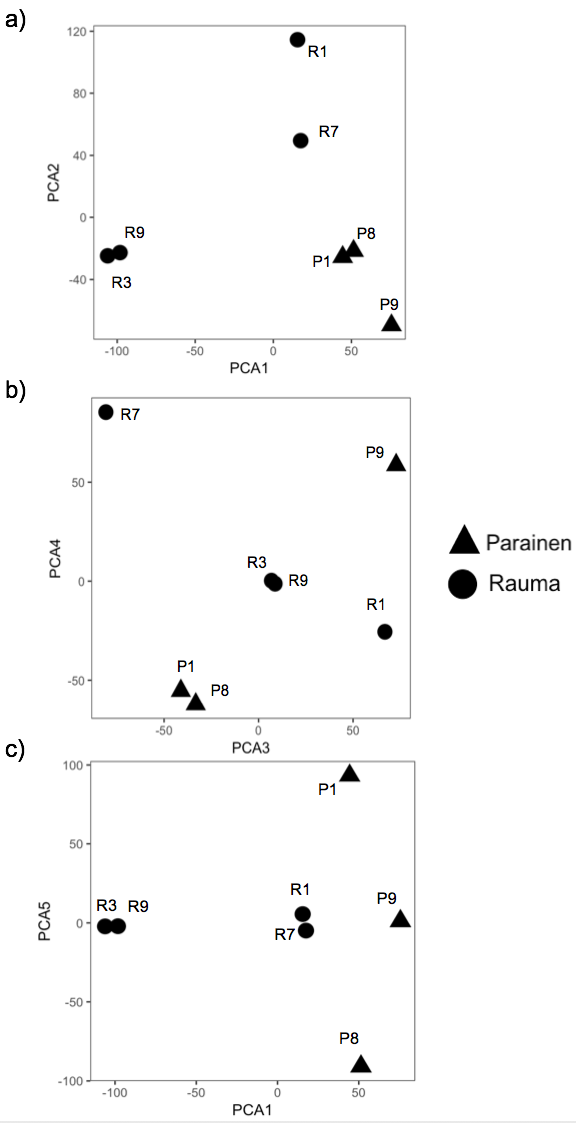 a)
120
R1
80
R7
40
PCA2
0
R9
P8
P1
R3
-40
P9
-100 -50 0 50
PCA1
b)
R7
P9
50
PCA4
R3
0
R9
R1
P1
-50
P8
-50 0 50
PCA3
Parainen
Rauma
c)
100
P1
50
R3 R9
R1
P9
PCA5
0
R7
-50
P8
-100
-100 -50 0 50
PCA1